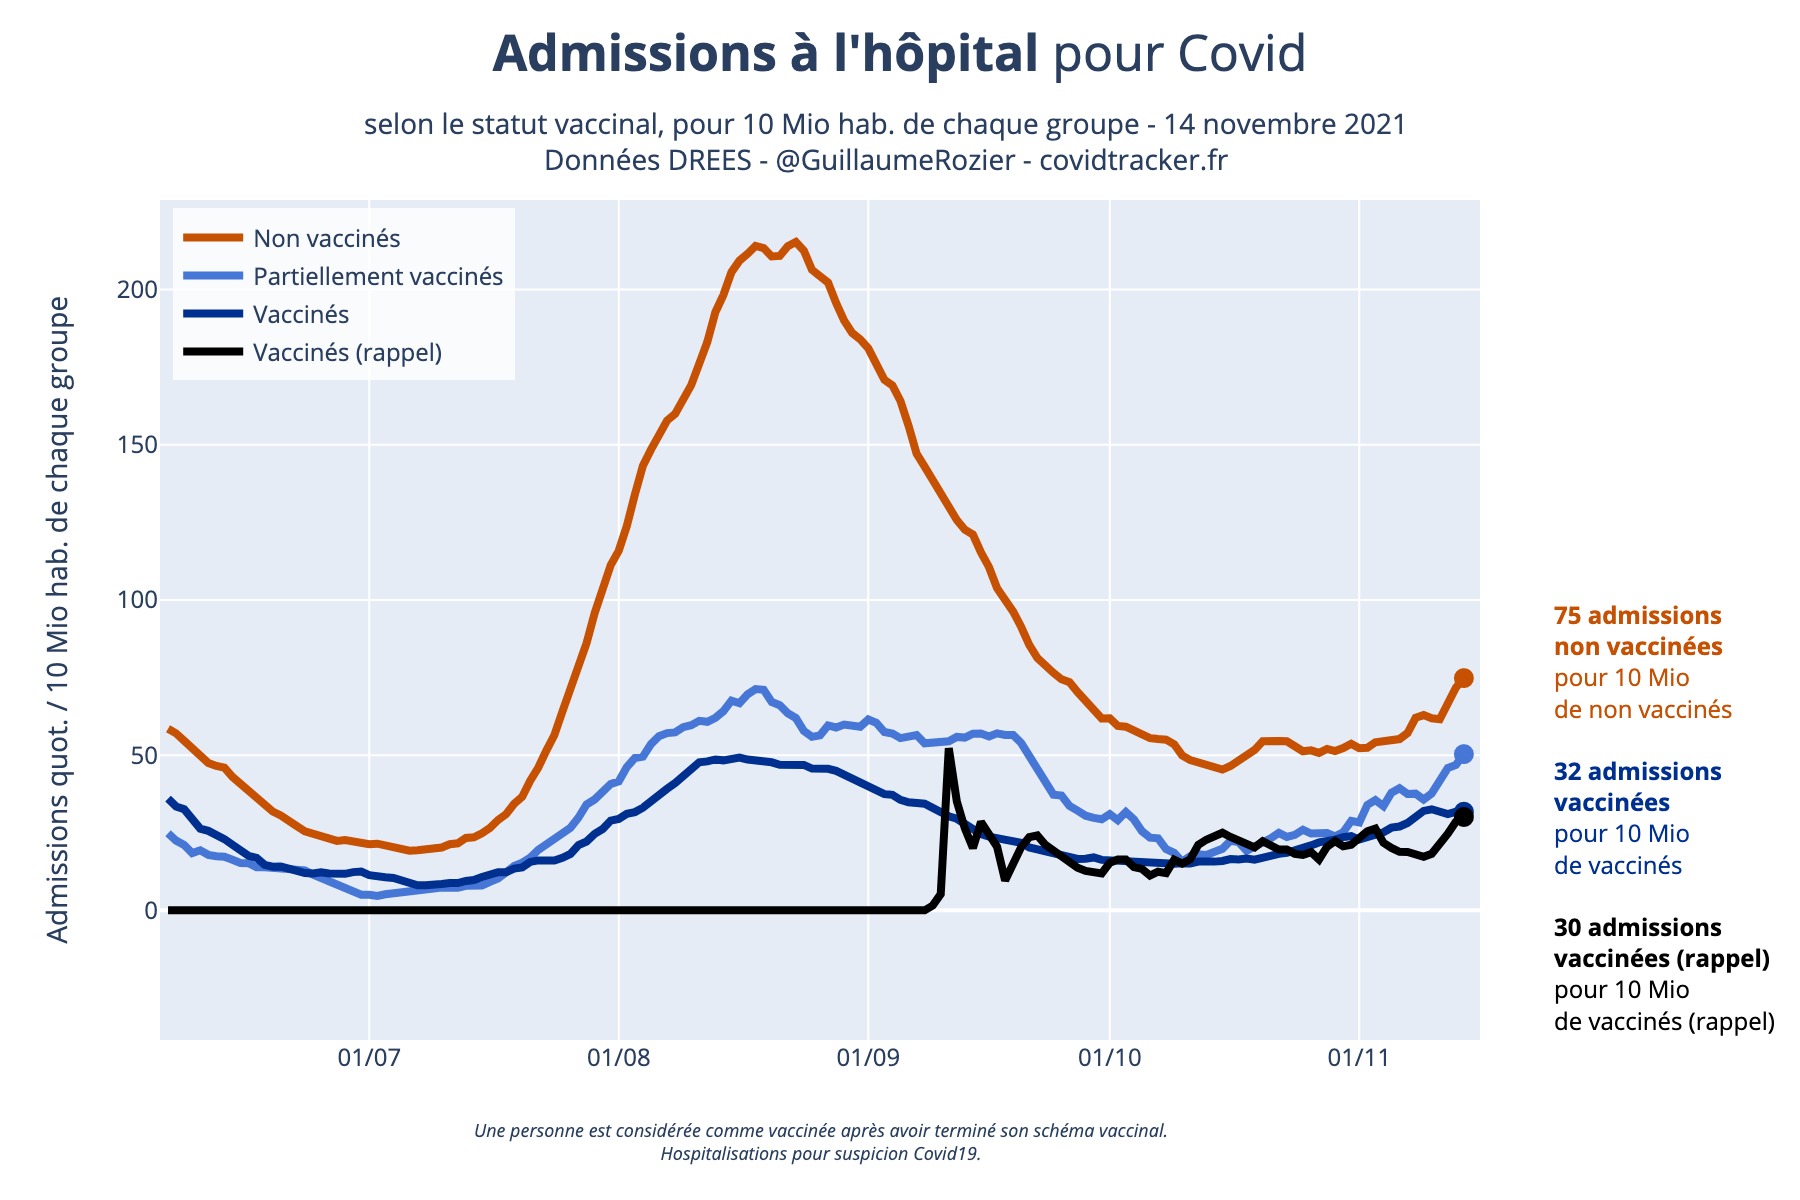 Admissions à l'hôpital pour Covid
selon le statut vaccinal, pour 10 Mio hab. de chaque groupe - 14 novembre 2021
Données DREES - @GuillaumeRozier - covidtracker.fr
Non vaccinés
Partiellement vaccinés
Vaccinés
Vaccinés (rappel)
Admissions quot. / 10 Mio hab. de chaque groupe
200
150
100
50
0
01/07
01/08
01/09
01/10
01/11
75 admissions
non vaccinées
pour 10 Mio
de non vaccinés
32 admissions
vaccinées
pour 10 Mio
de vaccinés
30 admissions
vaccinées (rappel)
pour 10 Mio
de vaccinés (rappel)
Une personne est considérée comme vaccinée après avoir terminé son schéma vaccinal.
Hospitalisations pour suspicion Covid19.